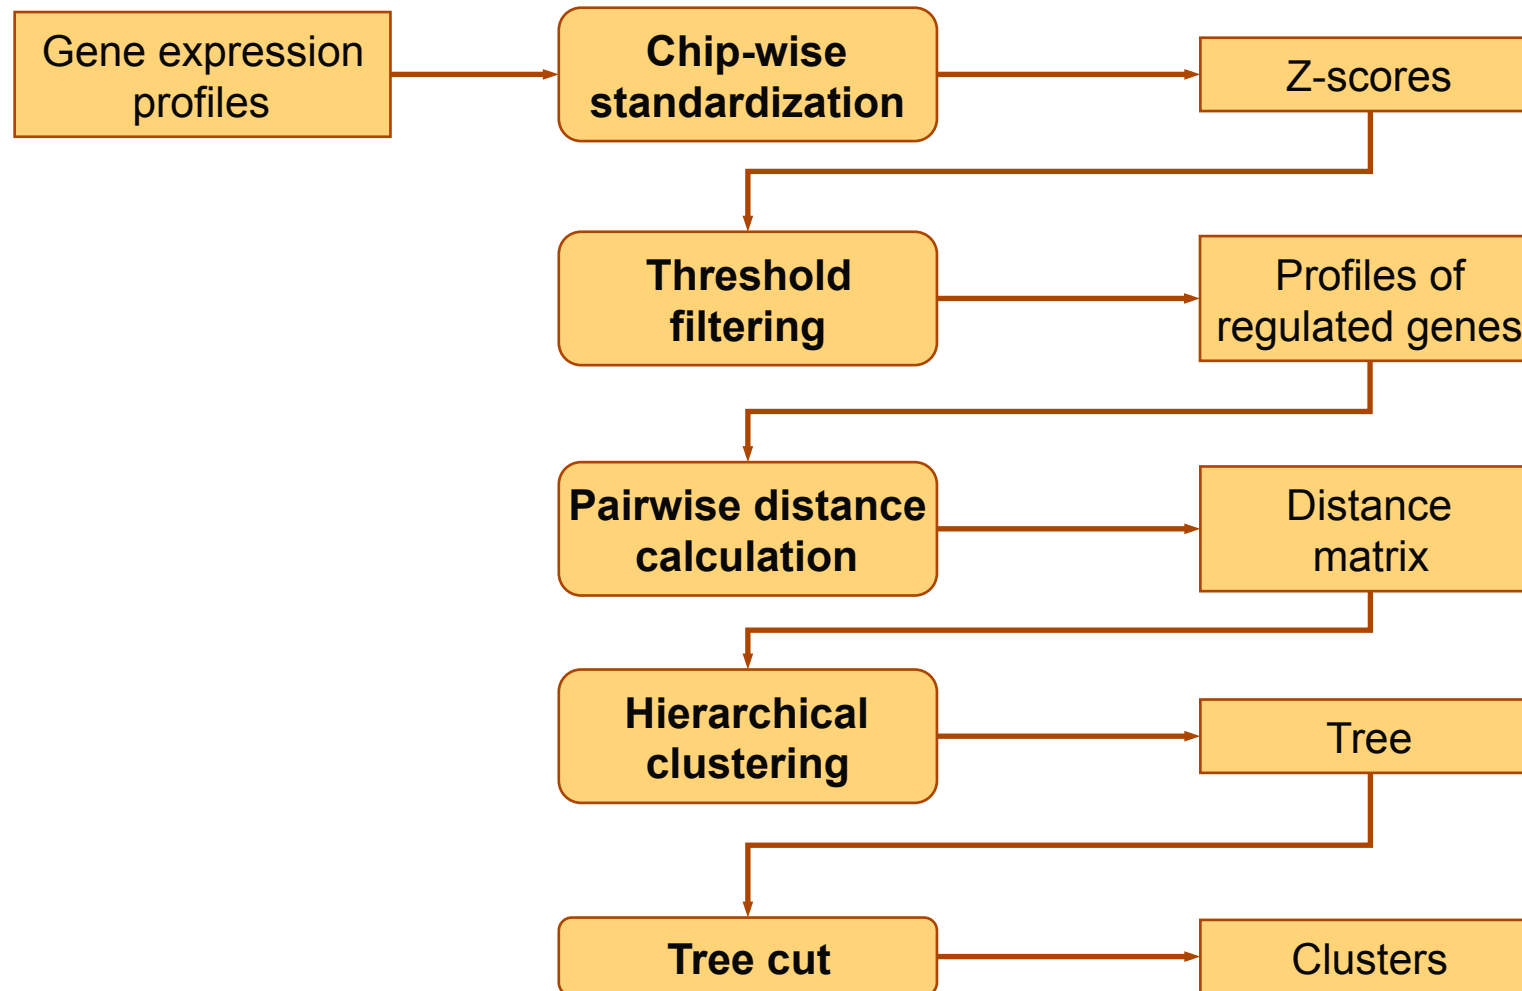 Gene expression
profiles
Chip-wise
standardization
Z-scores
Threshold
filtering
Profiles of
regulated genes
Pairwise distance
calculation
Distance
matrix
Hierarchical
clustering
Tree
Tree cut
Clusters